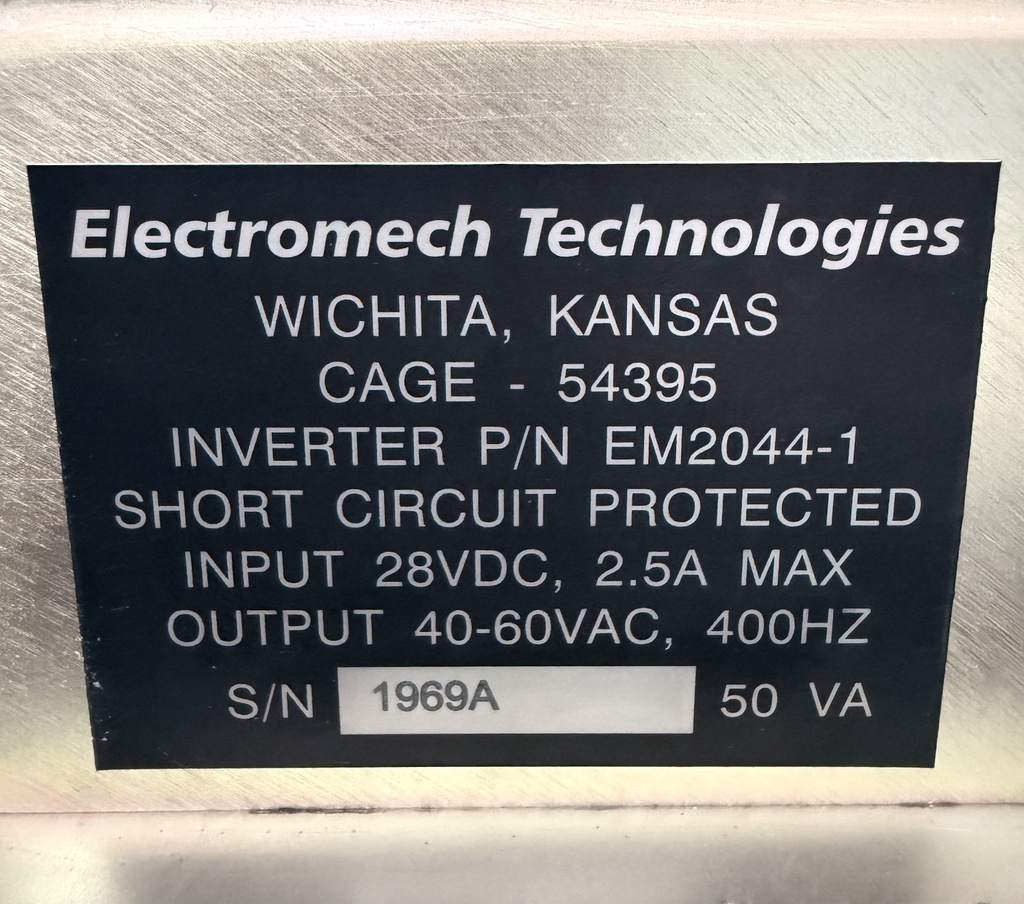 Electromech Technologies
WICHITA, KANSAS
CAGE - 54395
INVERTER P/N EM2044-1
SHORT CIRCUIT PROTECTED
INPUT 28VDC, 2.5A MAX
OUTPUT 40-60VAC, 400HZ
S/N 1969A 50 VA